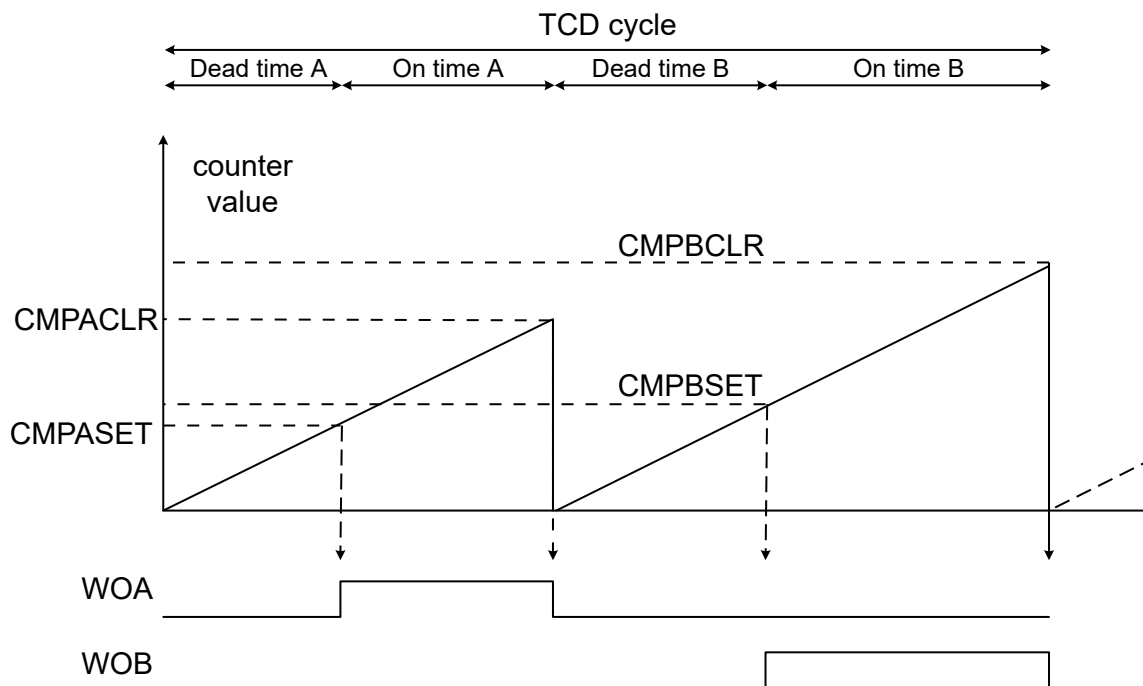 TCD cycle
Dead time A
On time A
Dead time B
On time B
counter
value
CMPBCLR
CMPACLR
CMPBSET
CMPASET
WOA
WOB